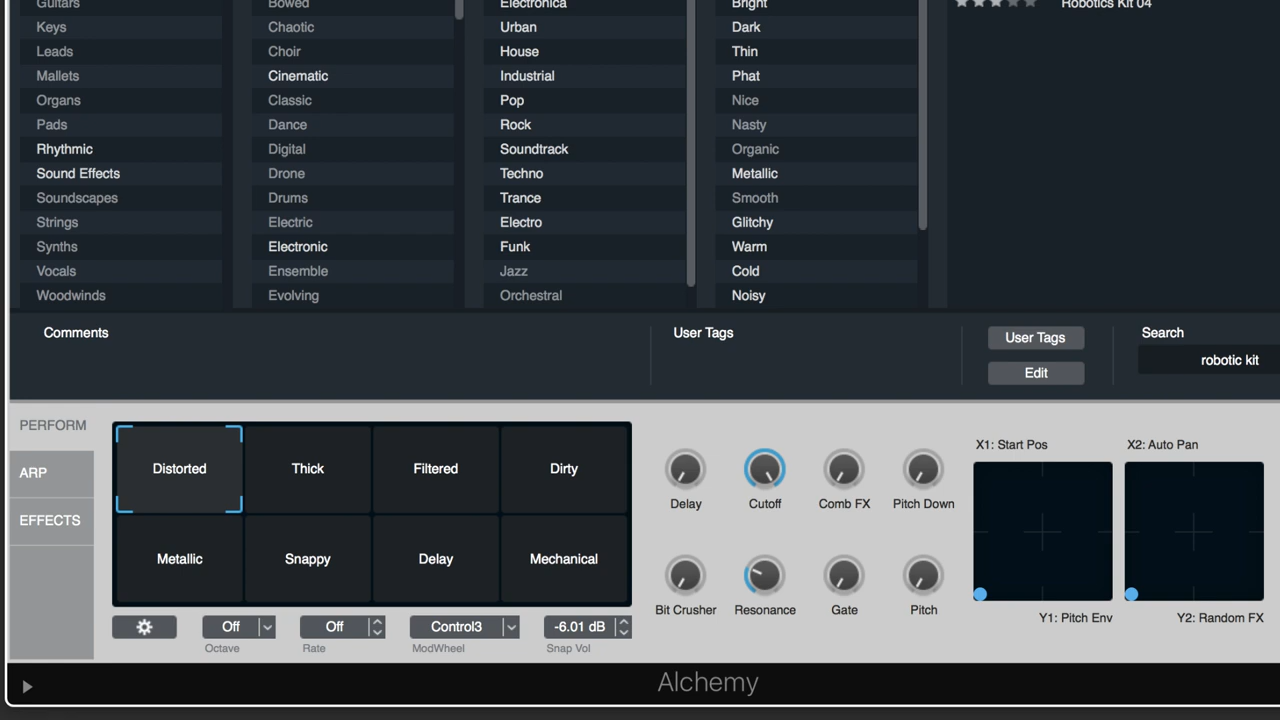 Guitars
Bowed
Electronica
Bright
Robotics Kit 04
Keys
Chaotic
Urban
Dark
Leads
Choir
House
Thin
Mallets
Cinematic
Industrial
Phat
Organs
Classic
Pop
Nice
Pads
Dance
Rock
Nasty
Rhythmic
Digital
Soundtrack
Organic
Sound Effects
Drone
Techno
Metallic
Soundscapes
Drums
Trance
Smooth
Strings
Electric
Electro
Glitchy
Synths
Electronic
Funk
Warm
Vocals
Ensemble
Jazz
Cold
Woodwinds
Evolving
Orchestral
Noisy
Comments
User Tags
User Tags
Edit
Search
robotic kit
PERFORM
ARP
EFFECTS
Distorted
Thick
Filtered
Dirty
Metallic
Snappy
Delay
Mechanical
Off
Octave
Off
Rate
Control3
ModWheel
-6.01 dB
Snap Vol
Delay
Cutoff
Comb FX
Pitch Down
Bit Crusher
Resonance
Gate
Pitch
X1: Start Pos
X2: Auto Pan
Y1: Pitch Env
Y2: Random FX
Alchemy